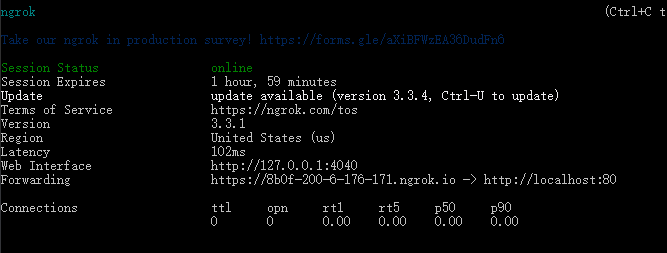 ngrok (Ctrl+C t
Take our ngrok in production survey! https://forms.gle/aXiBFWzEA36DudFn6
Session Status online
Session Expires 1 hour, 59 minutes
Update update available (version 3.3.4, Ctrl-U to update)
Terms of Service https://ngrok.com/tos
Version 3.3.1
Region United States (us)
Latency 102ms
Web Interface http://127.0.0.1:4040
Forwarding https://8b0f-200-6-176-171.ngrok.io -> http://localhost:80
Connections ttl opn rt1 rt5 p50 p90
0 0 0.00 0.00 0.00 0.00